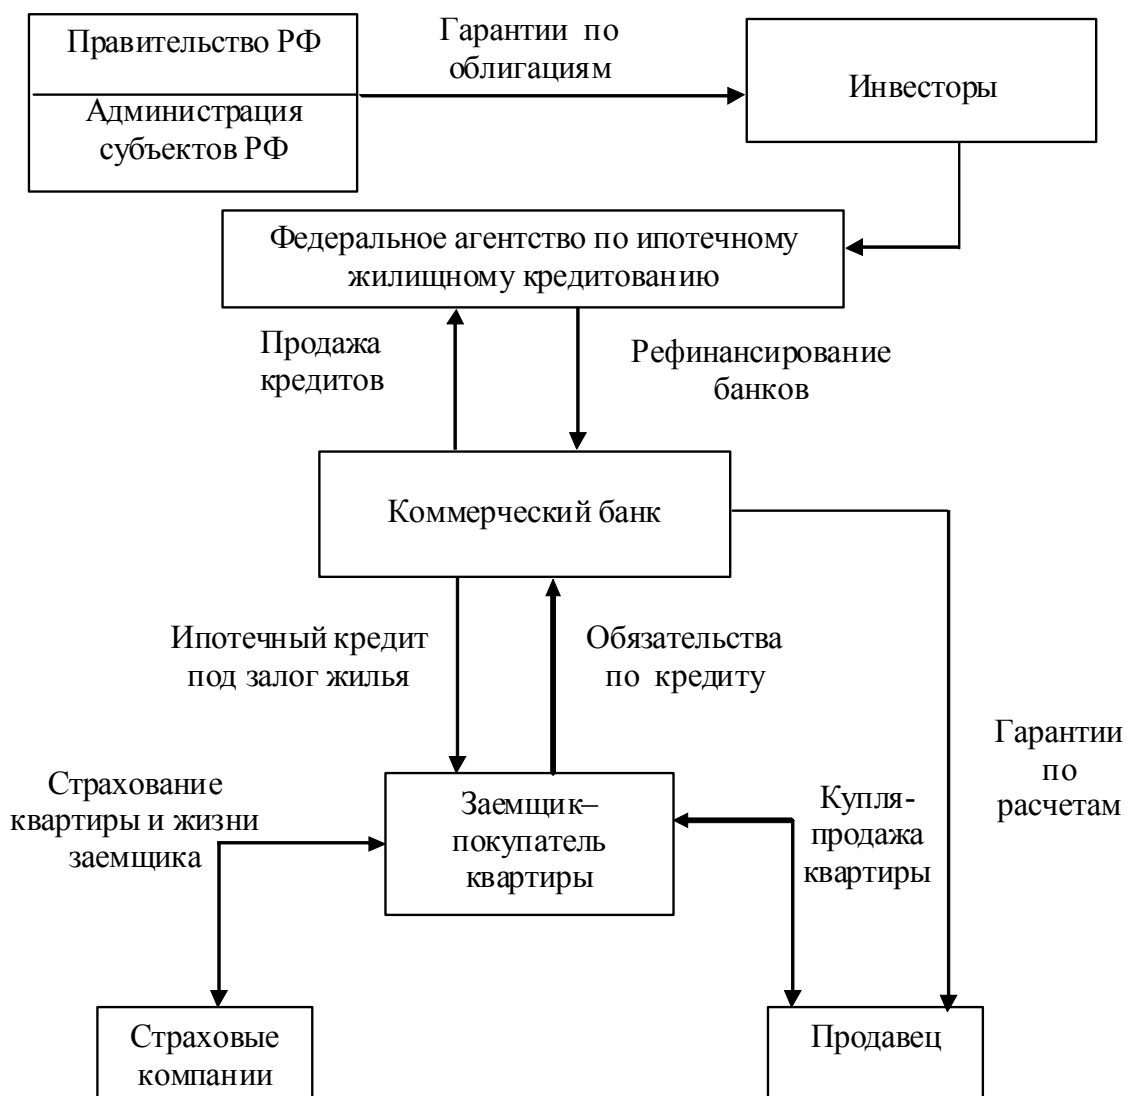 Правительство РФ
Администрация
субъектов РФ
Гарантии по
облигациям
Инвесторы
Федеральное агентство по ипотечному
жилищному кредитованию
Продажа
кредитов
Рефинансирование
банков
Коммерческий банк
Ипотечный кредит
под залог жилья
Обязательства
по кредиту
Гарантии
по
расчетам
Страхование
квартиры и жизни
заемщика
Заемщик–
покупатель
квартиры
Купля-
продажа
квартиры
Страховые
компании
Продавец